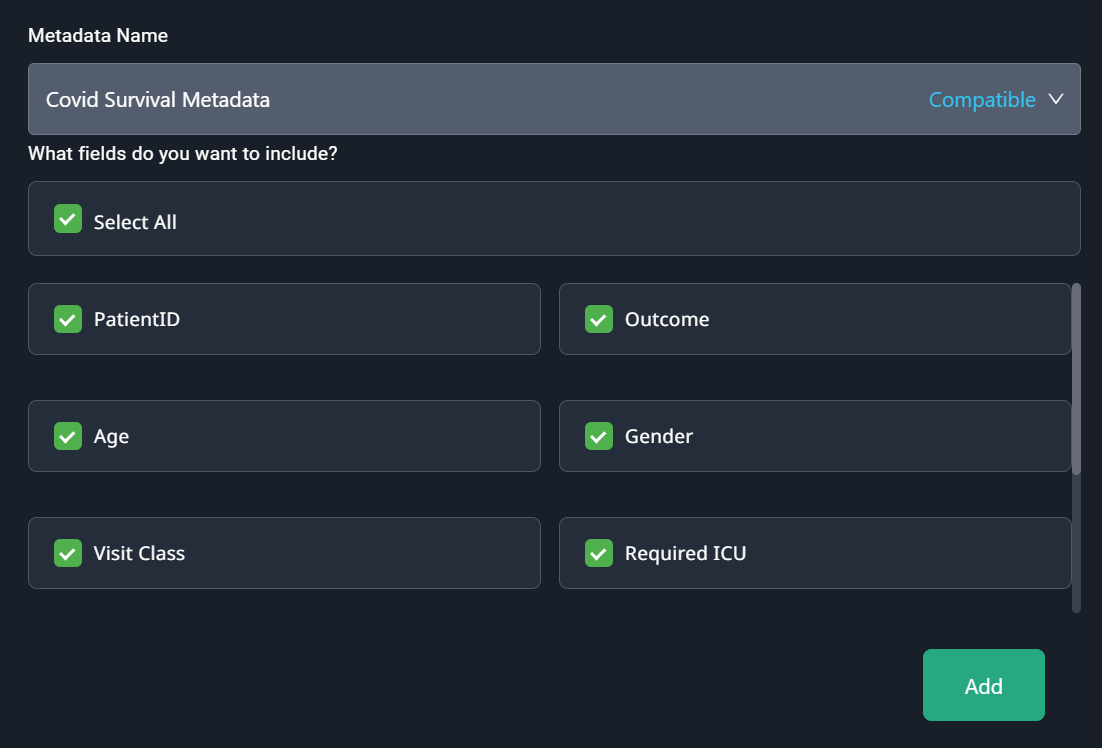 Metadata Name
Covid Survival Metadata Compatible
What fields do you want to include?
Select All
PatientID Outcome
Age Gender
Visit Class Required ICU
Add